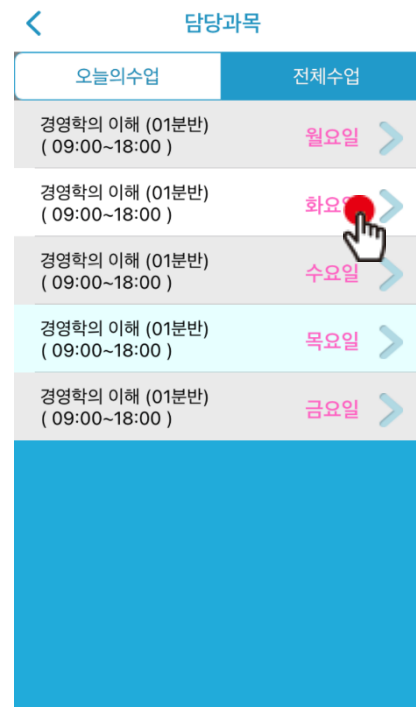 담당과목
오늘의수업 전체수업
경영학의 이해 (01분반)
( 09:00~18:00 )
월요일
경영학의 이해 (01분반)
( 09:00~18:00 )
화요일
경영학의 이해 (01분반)
( 09:00~18:00 )
수요일
경영학의 이해 (01분반)
( 09:00~18:00 )
목요일
경영학의 이해 (01분반)
( 09:00~18:00 )
금요일